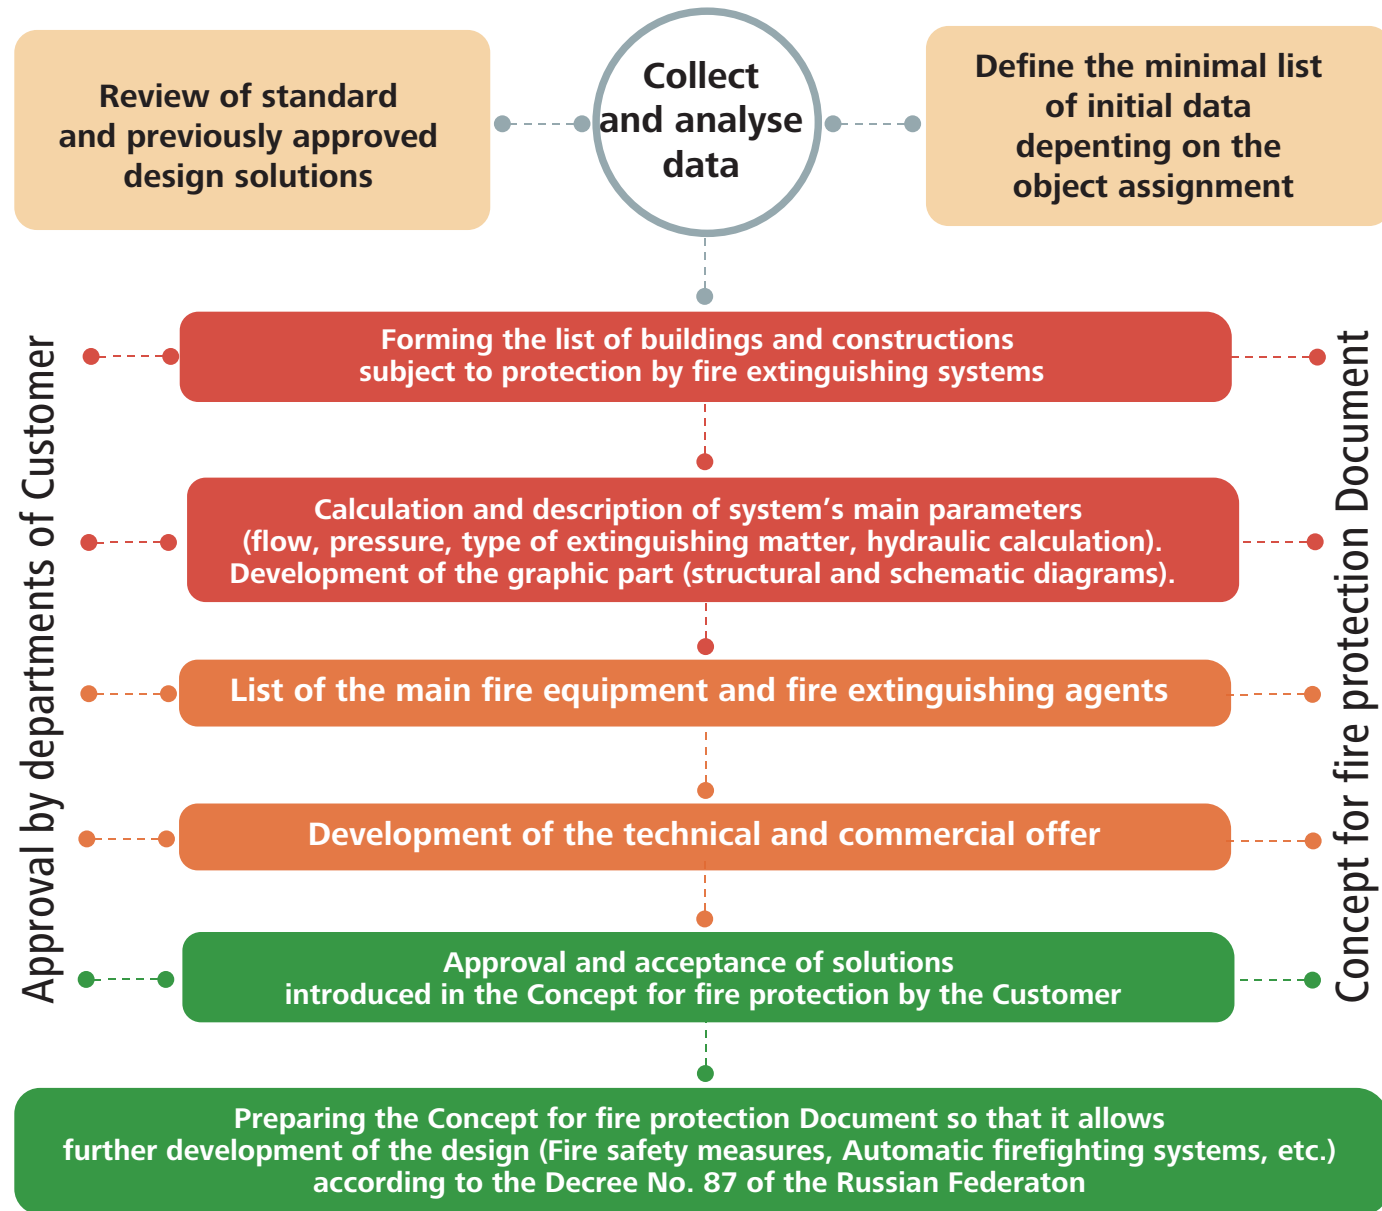 Review of standard
and previously approved
design solutions
Collect
and analyse
data
Define the minimal list
of initial data
depenting on the
object assignment
Approval by departments of Customer
Forming the list of buildings and constructions
subject to protection by fire extinguishing systems
Calculation and description of system’s main parameters
(flow, pressure, type of extinguishing matter, hydraulic calculation).
Development of the graphic part (structural and schematic diagrams).
List of the main fire equipment and fire extinguishing agents
Development of the technical and commercial offer
Approval and acceptance of solutions
introduced in the Concept for fire protection by the Customer
Concept for fire protection Document
Preparing the Concept for fire protection Document so that it allows
further development of the design (Fire safety measures, Automatic firefighting systems, etc.)
according to the Decree No. 87 of the Russian Federaton